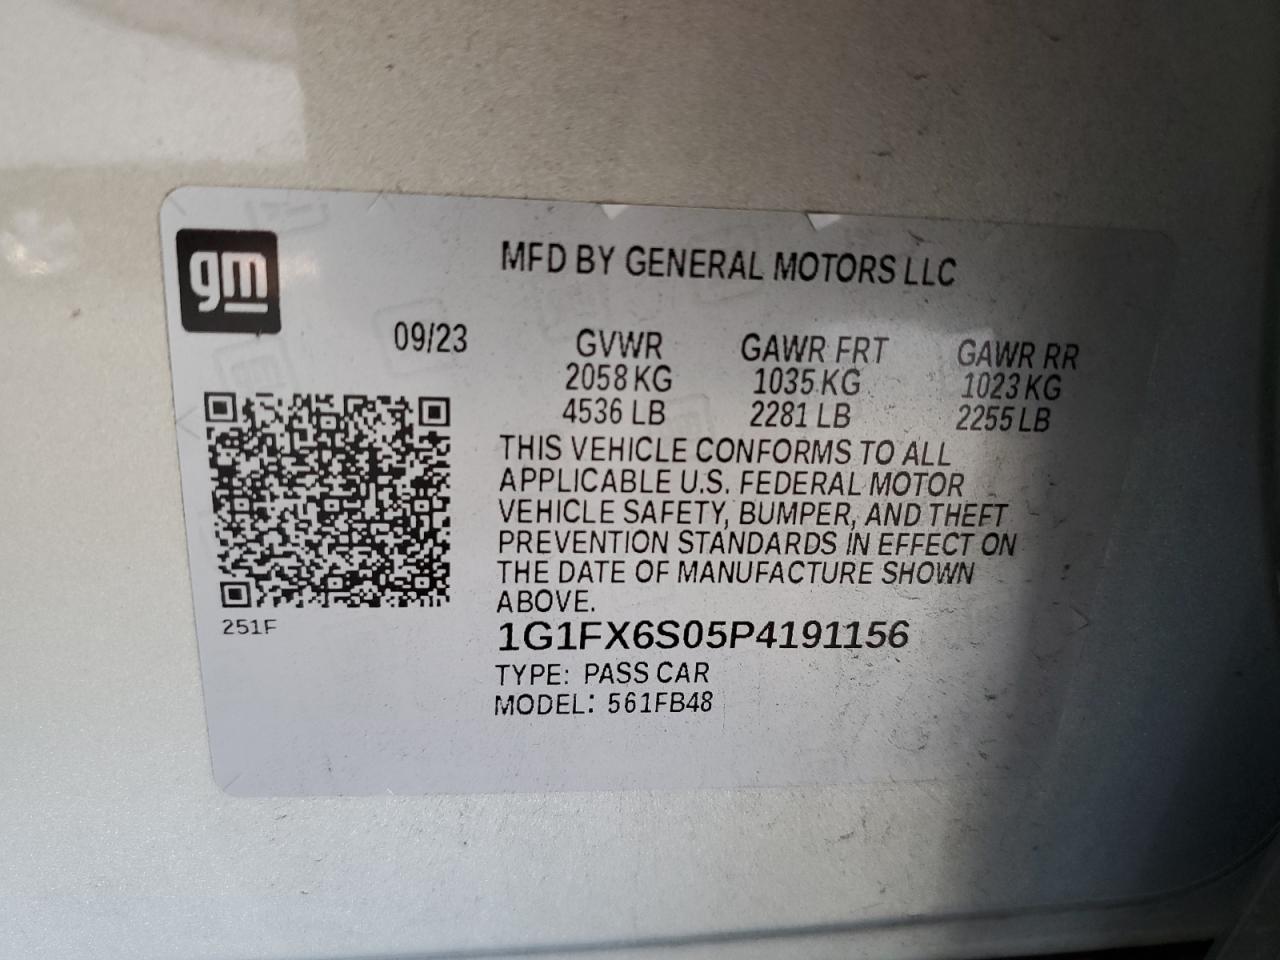 gm
MFD BY GENERAL MOTORS LLC
09/23 GVWR GAWR FRT GAWR RR
2058 KG 1035 KG 1023 KG
4536 LB 2281 LB 2255 LB
THIS VEHICLE CONFORMS TO ALL
APPLICABLE U.S. FEDERAL MOTOR
VEHICLE SAFETY, BUMPER, AND THEFT
PREVENTION STANDARDS IN EFFECT ON
THE DATE OF MANUFACTURE SHOWN
ABOVE.
251F
1G1FX6S05P4191156
TYPE: PASS CAR
MODEL: 561FB48